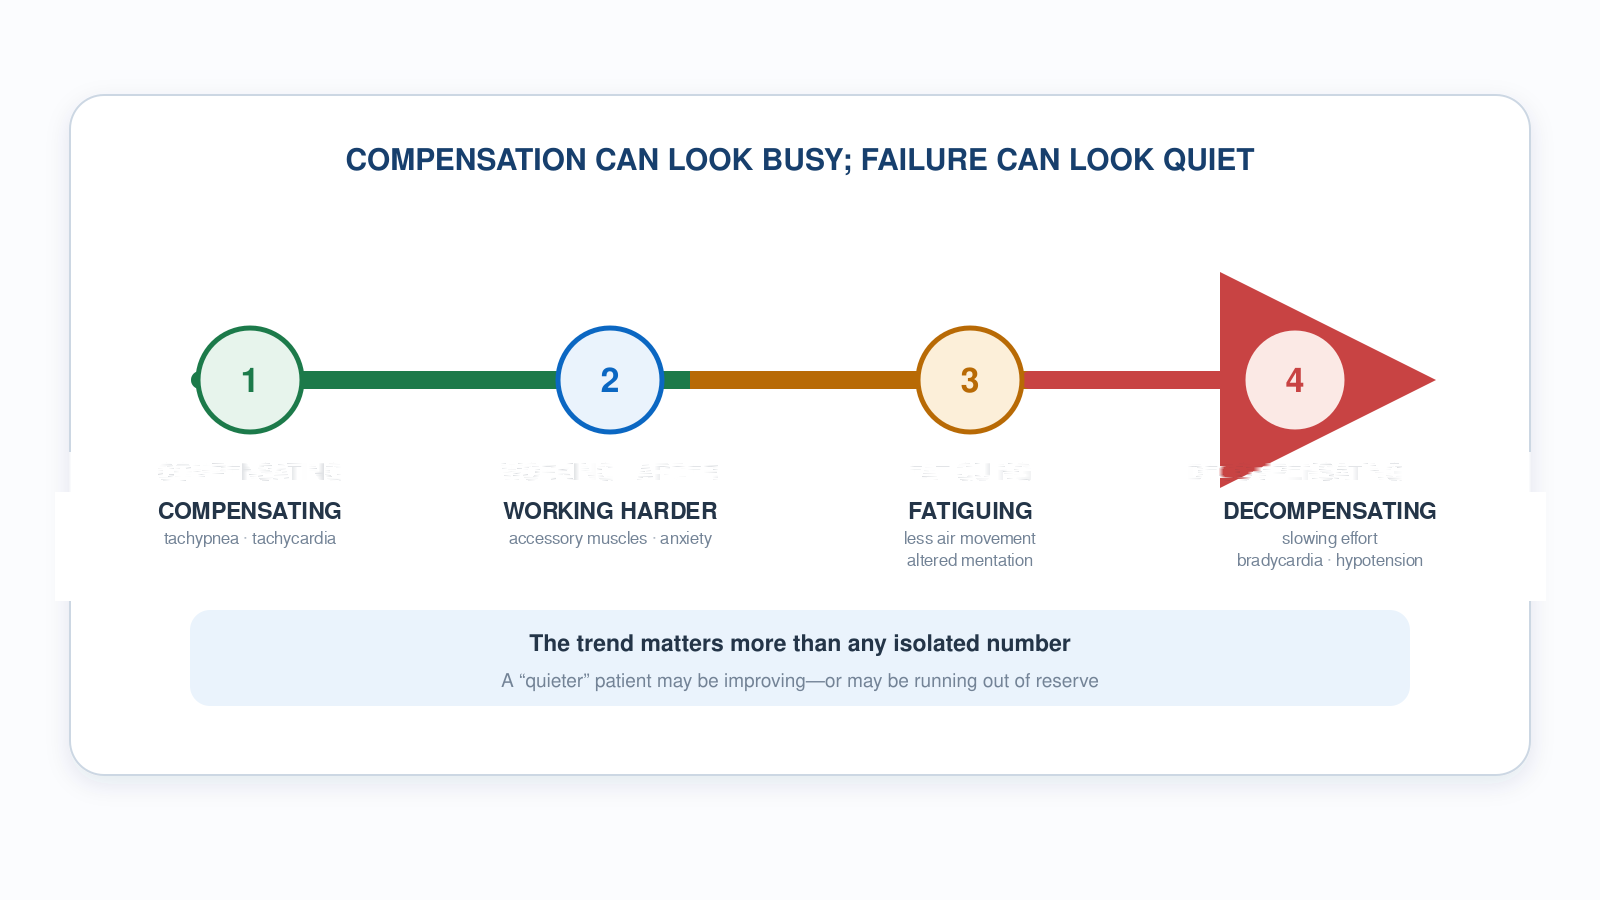 COMPENSATION CAN LOOK BUSY; FAILURE CAN LOOK QUIET
1
2
3
4
COMPENSATING
tachypnea · tachycardia
WORKING HARDER
accessory muscles · anxiety
FATIGUING
less air movement
altered mentation
DECOMPENSATING
slowing effort
bradycardia · hypotension
The trend matters more than any isolated number
A “quieter” patient may be improving—or may be running out of reserve